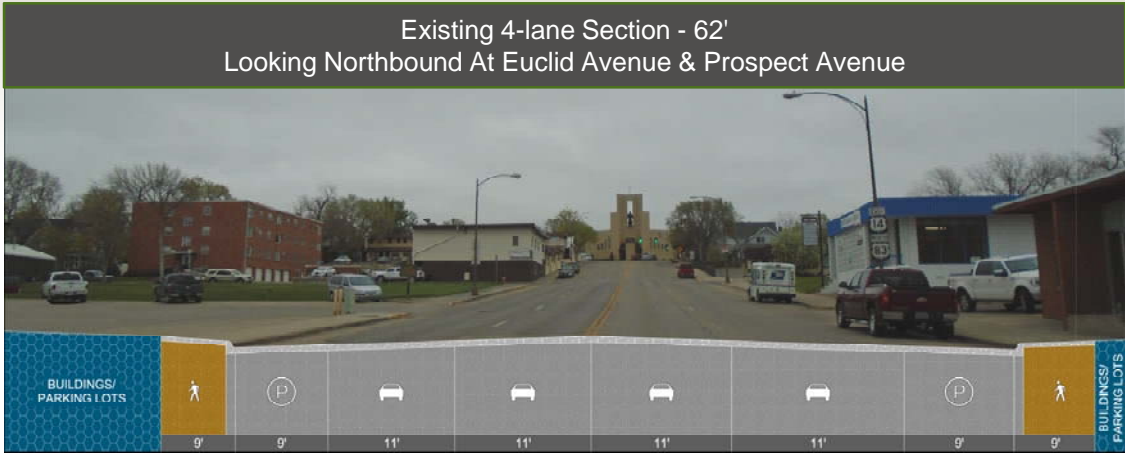 Existing 4-lane Section - 62'
Looking Northbound At Euclid Avenue & Prospect Avenue
14
83
BUILDINGS/
PARKING LOTS
P
P
BUILDINGS/
PARKING LOTS
9'
9'
11'
11'
11'
11'
9'
9'